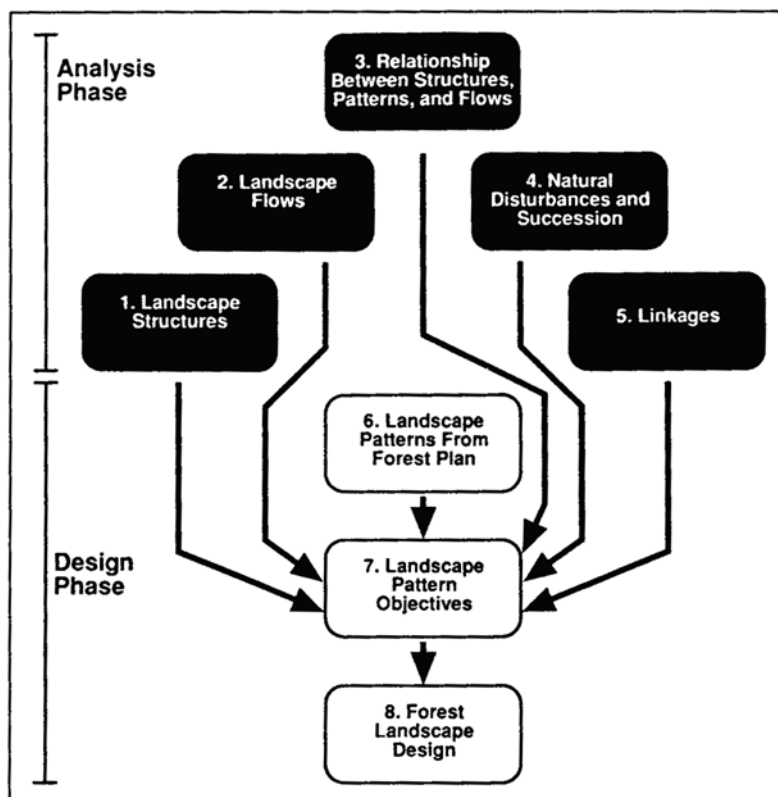 Analysis
Phase
3. Relationship
Between Structures,
Patterns, and Flows
2. Landscape
Flows
4. Natural
Disturbances and
Succession
1. Landscape
Structures
5. Linkages
6. Landscape
Patterns From
Forest Plan
Design
Phase
7. Landscape
Pattern
Objectives
8. Forest
Landscape
Design